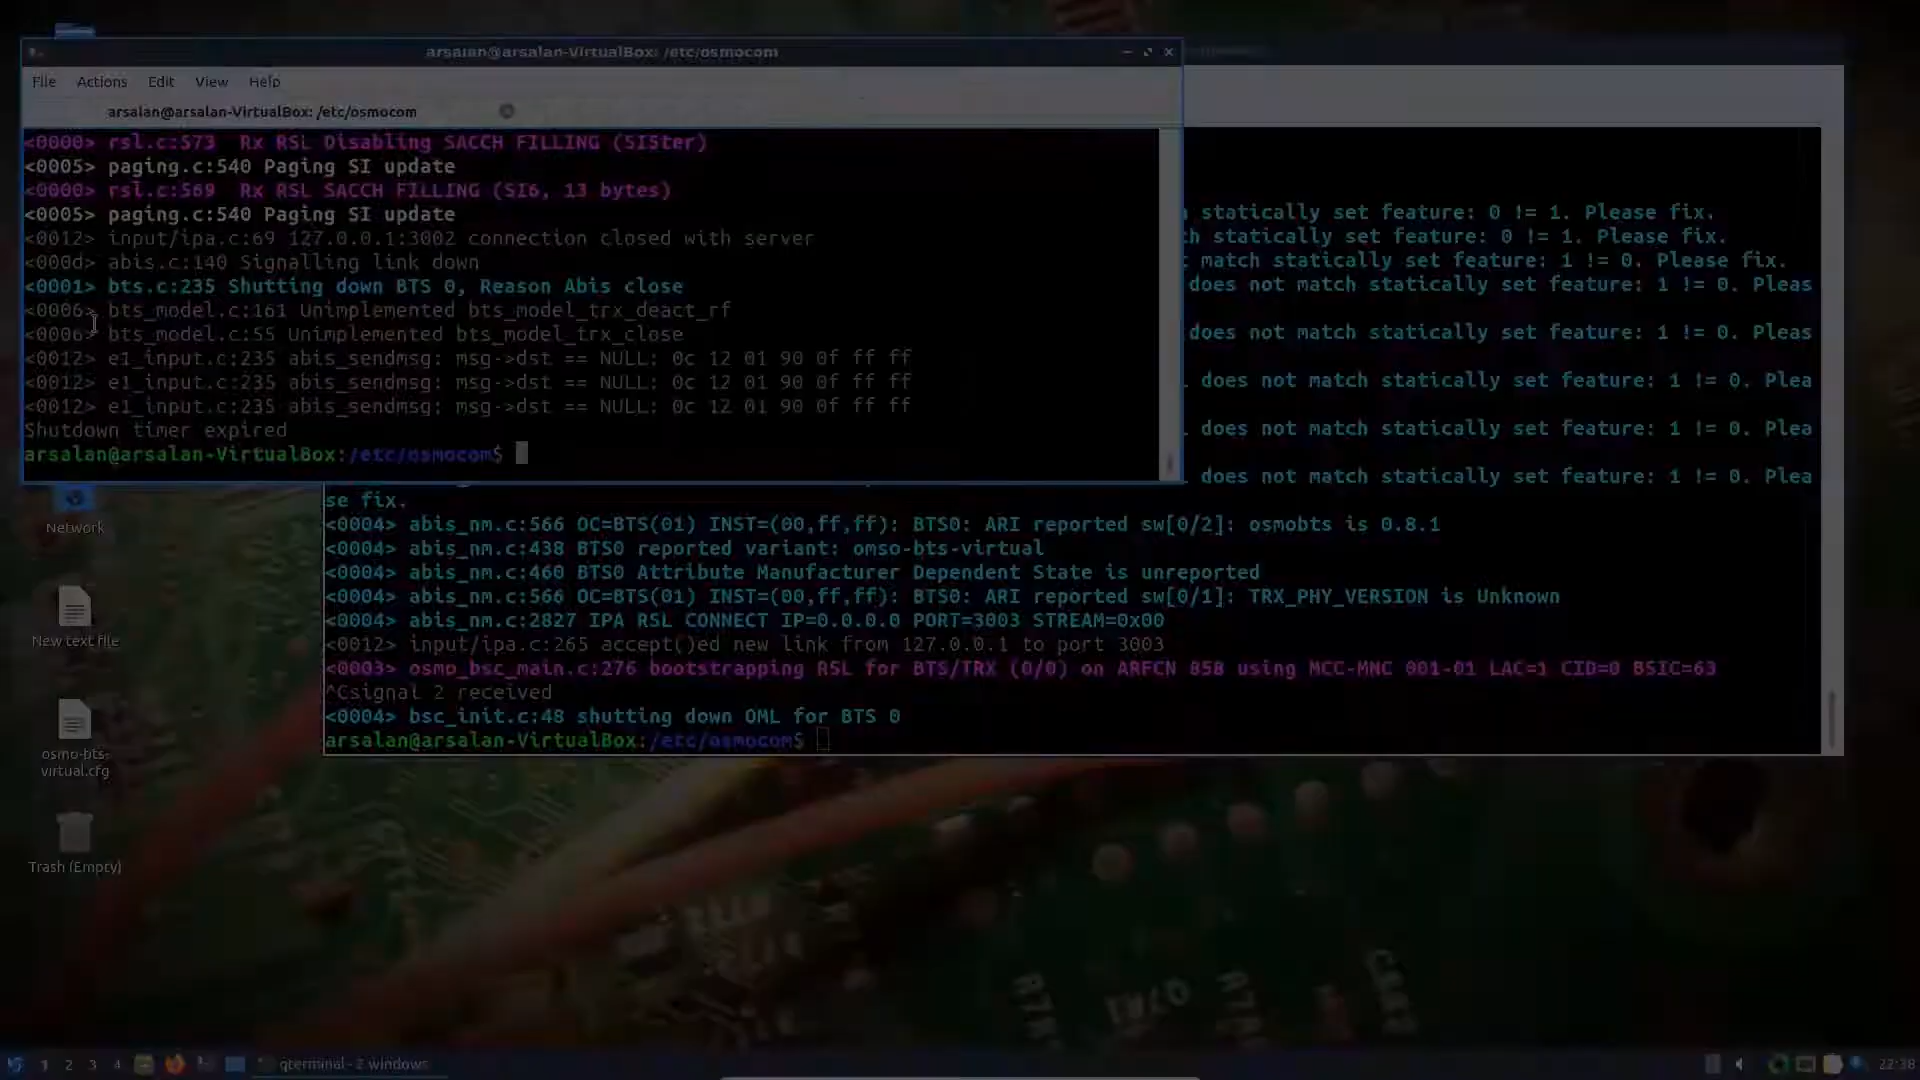 arsalan@arsalan-VirtualBox: /etc/osmocom
File Actions Edit View Help
arsalan@arsalan-VirtualBox: /etc/osmocom
<0000> rsl.c:573 Rx RSL Disabling SACCH FILLING (SI5ter)
<0005> paging.c:540 Paging SI update
<0000> rsl.c:569 Rx RSL SACCH FILLING (SI6, 13 bytes)
<0005> paging.c:540 Paging SI update
<0012> input/ipa.c:69 127.0.0.1:3002 connection closed with server
<000d> abis.c:140 Signalling link down
<0001> bts.c:235 Shutting down BTS 0, Reason Abis close
<0006> bts_model.c:161 Unimplemented bts_model_trx_deact_rf
<0006> bts_model.c:55 Unimplemented bts_model_trx_close
<0012> e1_input.c:235 abis_sendmsg: msg->dst == NULL: 0c 12 01 90 0f ff ff
<0012> e1_input.c:235 abis_sendmsg: msg->dst == NULL: 0c 12 01 90 0f ff ff
<0012> e1_input.c:235 abis_sendmsg: msg->dst == NULL: 0c 12 01 90 0f ff ff
Shutdown timer expired
arsalan@arsalan-VirtualBox:/etc/osmocom$
statically set feature: 0 != 1. Please fix.
h statically set feature: 0 != 1. Please fix.
match statically set feature: 1 != 0. Please fix.
does not match statically set feature: 1 != 0. Pleas
does not match statically set feature: 1 != 0. Pleas
does not match statically set feature: 1 != 0. Plea
does not match statically set feature: 1 != 0. Plea
does not match statically set feature: 1 != 0. Plea
se fix.
<0004> abis_nm.c:566 OC=BTS(01) INST=(00,ff,ff): BTS0: ARI reported sw[0/2]: osmobts is 0.8.1
<0004> abis_nm.c:438 BTS0 reported variant: omso-bts-virtual
<0004> abis_nm.c:460 BTS0 Attribute Manufacturer Dependent State is unreported
<0004> abis_nm.c:566 OC=BTS(01) INST=(00,ff,ff): BTS0: ARI reported sw[0/1]: TRX_PHY_VERSION is Unknown
<0004> abis_nm.c:2827 IPA RSL CONNECT IP=0.0.0.0 PORT=3003 STREAM=0x00
<0012> input/ipa.c:265 accept()ed new link from 127.0.0.1 to port 3003
<0003> osmo_bsc_main.c:276 bootstrapping RSL for BTS/TRX (0/0) on ARFCN 858 using MCC-MNC 001-01 LAC=1 CID=0 BSIC=63
^Csignal 2 received
<0004> bsc_init.c:48 shutting down OML for BTS 0
arsalan@arsalan-VirtualBox:/etc/osmocom$
Network
New text file
osmo-bts-
virtual.cfg
Trash (Empty)
1 2 3 4
qterminal - 2 windows
22:38